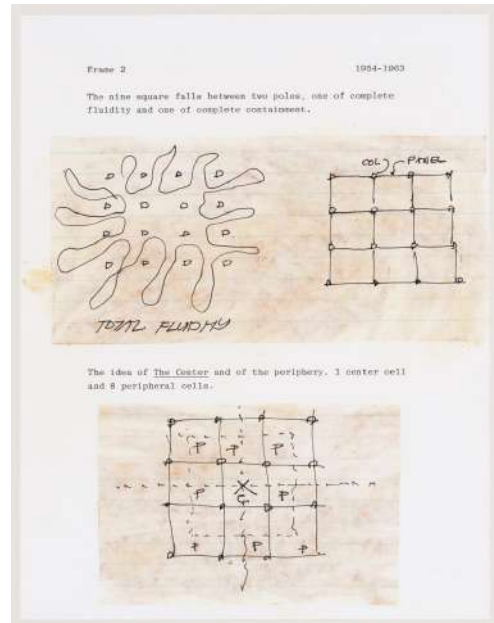 Frame 2 1954-1963
The nine square falls between two poles, one of complete
fluidity and one of complete containment.
COL PANEL
TOTAL FLUIDITY
The idea of The Center and of the periphery. 1 center cell
and 8 peripheral cells.
P P P
P C P
P P P